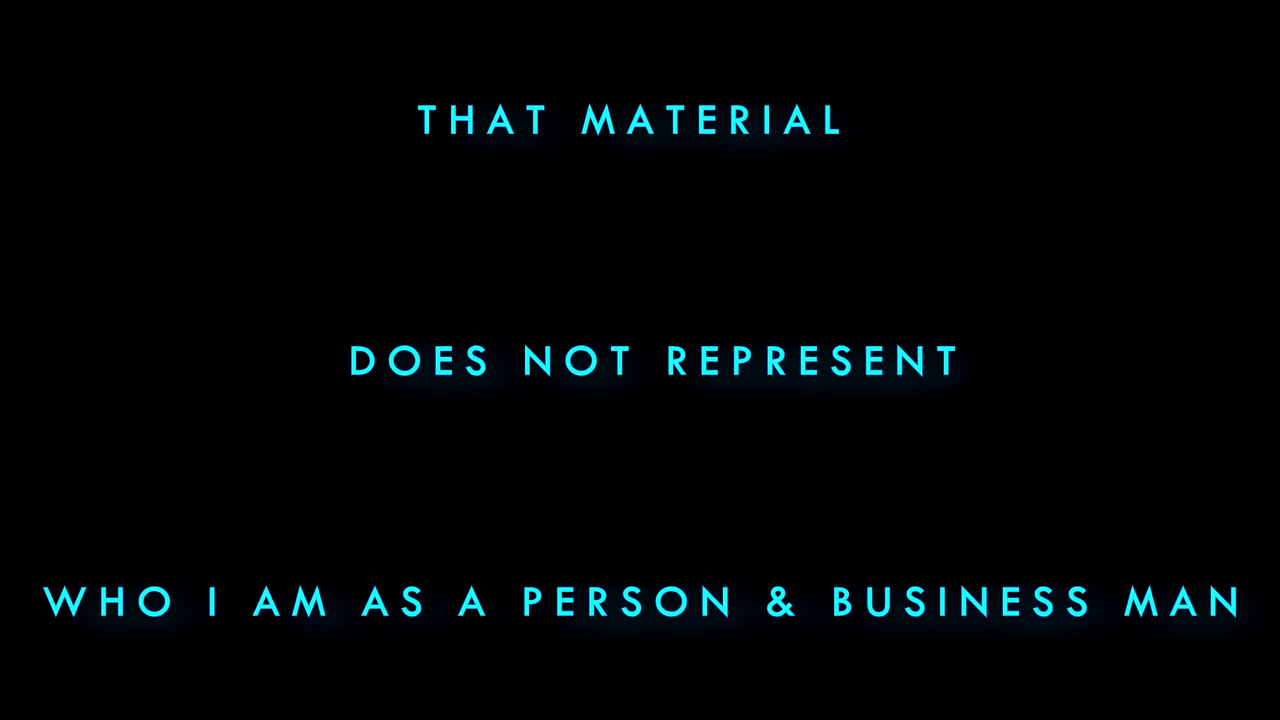 THAT MATERIAL
DOES NOT REPRESENT
WHO I AM AS A PERSON & BUSINESS MAN